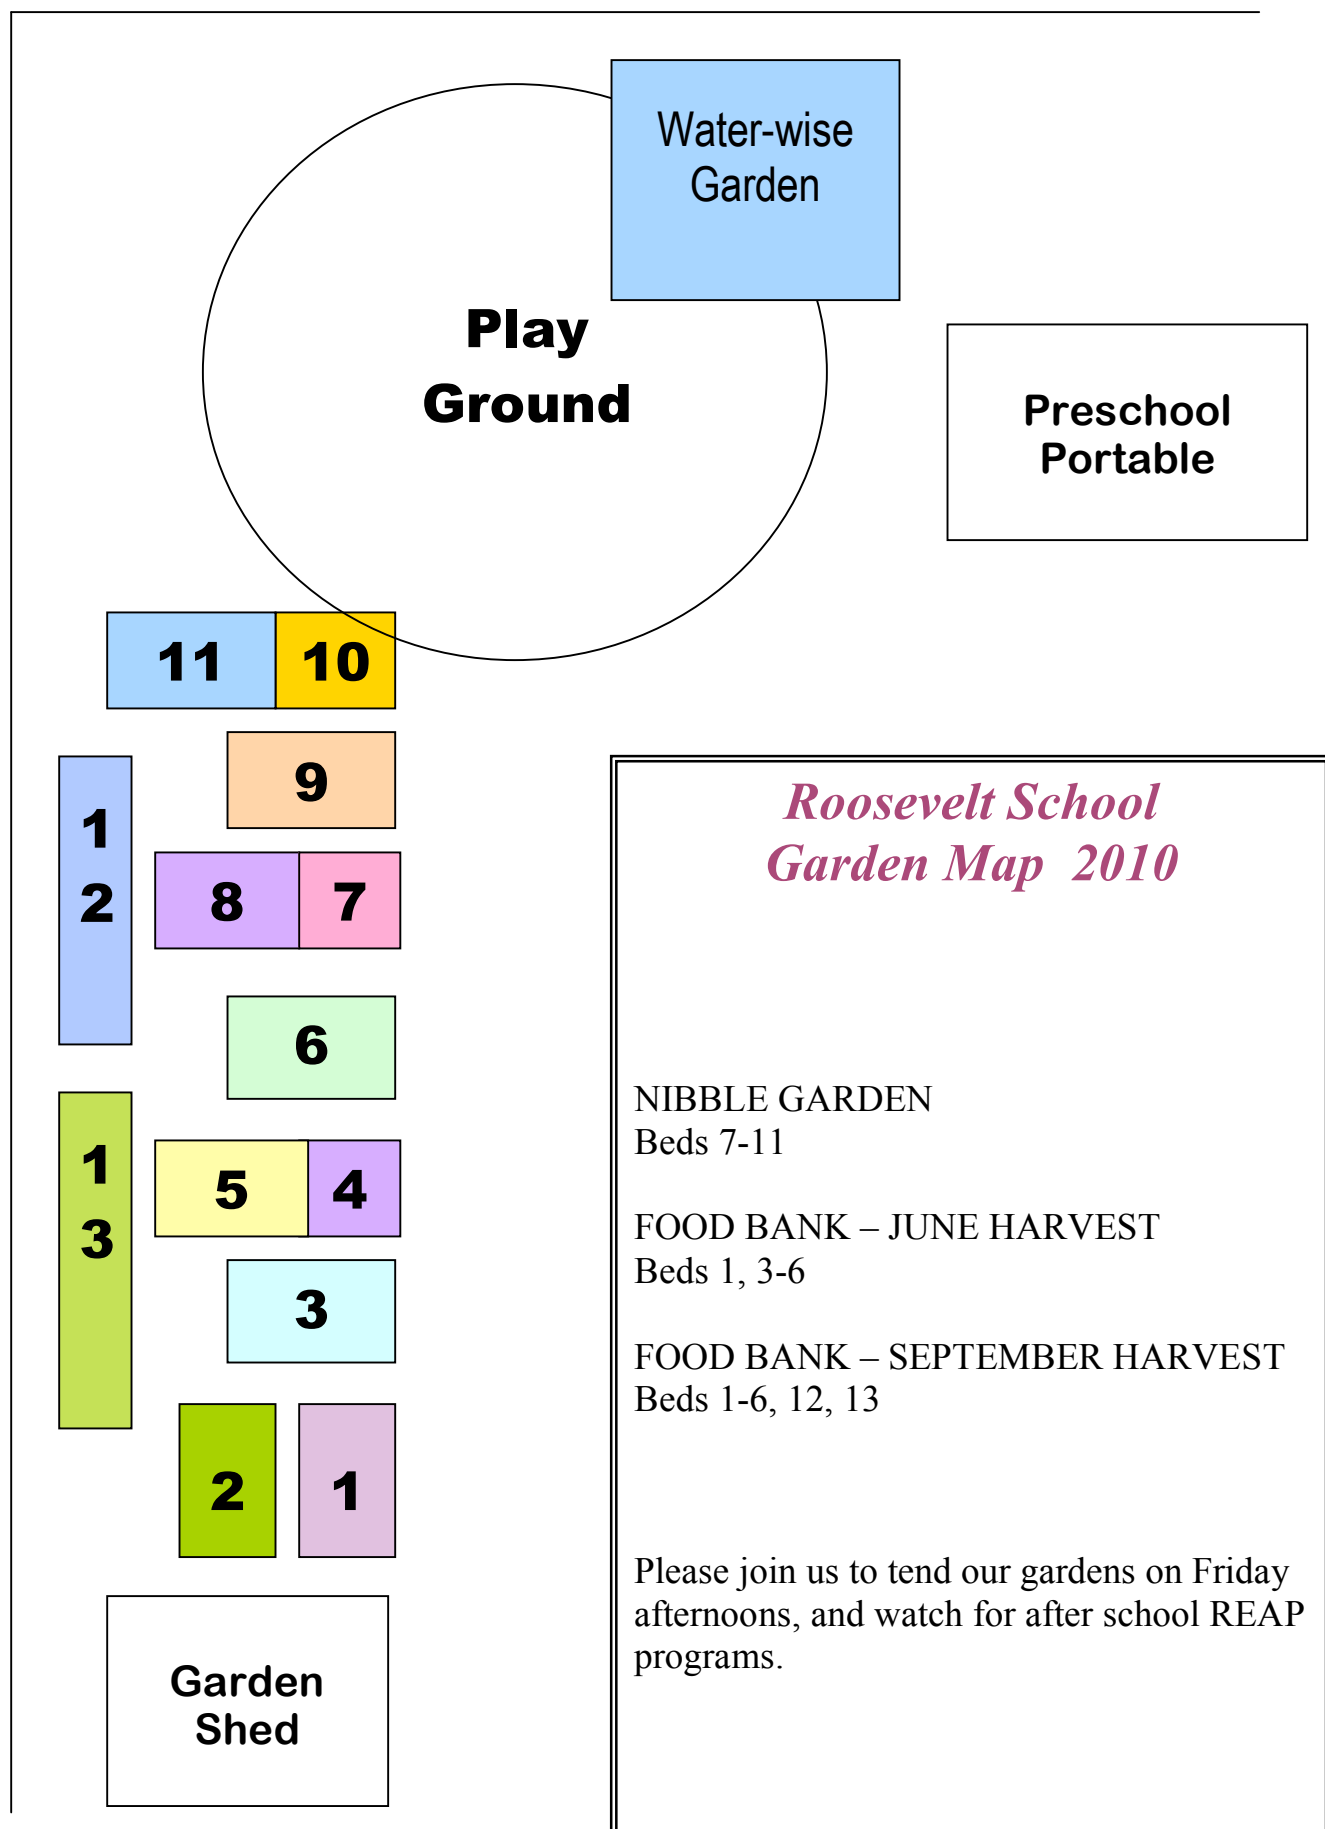 Water-wise
Garden
Play
Ground
Preschool
Portable
11 10
9
1
2
8 7
6
1
3
5 4
3
2 1
Garden
Shed
Roosevelt School
Garden Map 2010
NIBBLE GARDEN
Beds 7-11
FOOD BANK – JUNE HARVEST
Beds 1, 3-6
FOOD BANK – SEPTEMBER HARVEST
Beds 1-6, 12, 13
Please join us to tend our gardens on Friday
afternoons, and watch for after school REAP
programs.